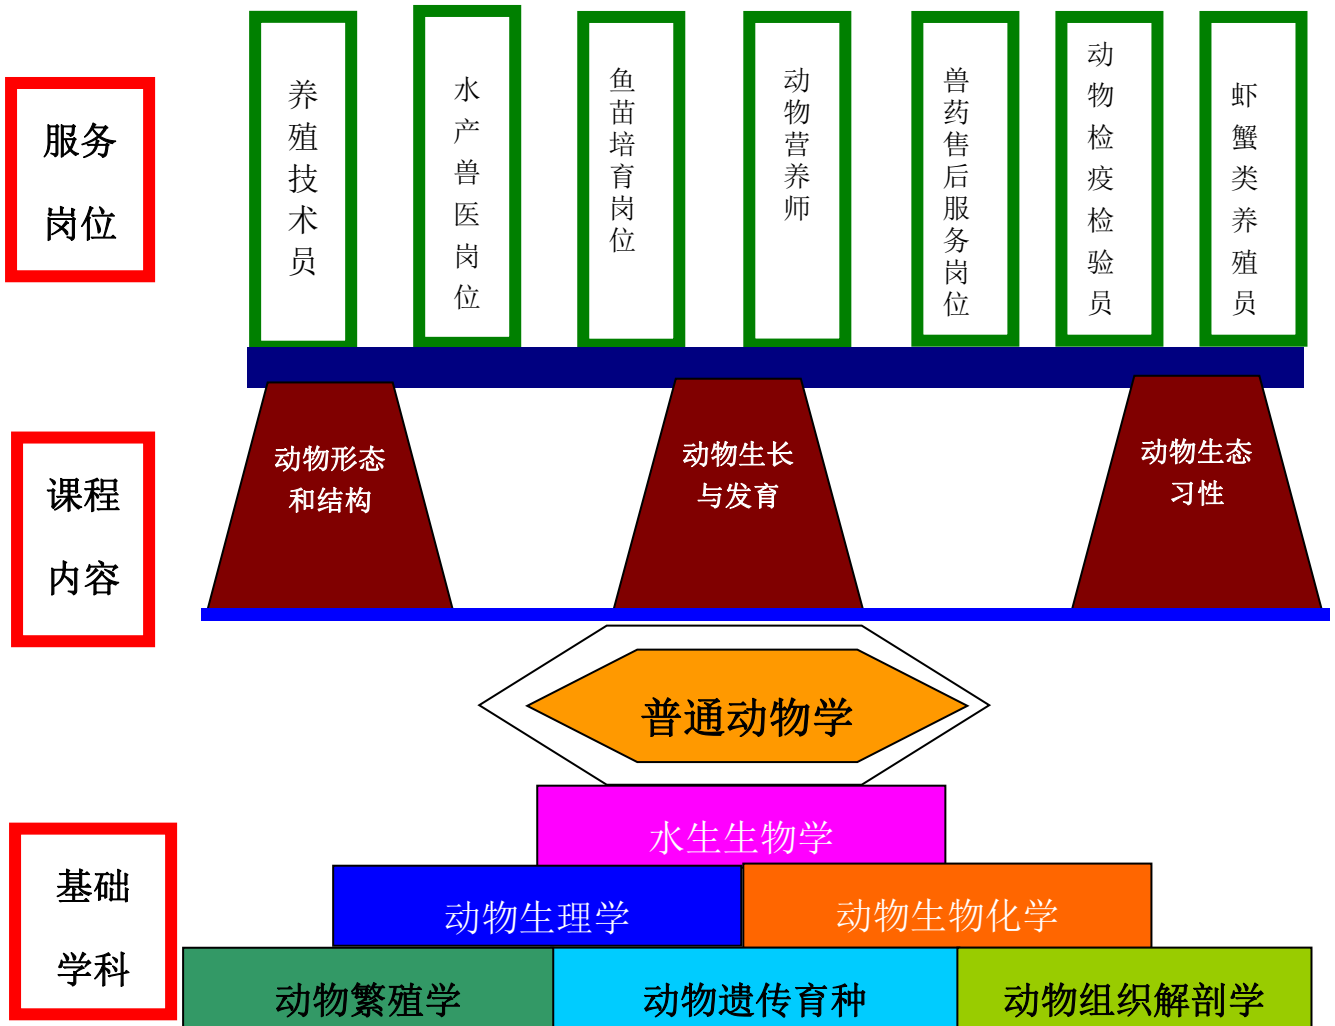 服务
岗位
养殖技术员
水产兽医岗位
鱼苗培育岗位
动物营养师
兽药售后服务岗位
动物检疫检验员
虾蟹类养殖员
课程
内容
动物形态
和结构
动物生长
与发育
动物生态
习性
普通动物学
基础
学科
水生生物学
动物生理学
动物生物化学
动物繁殖学
动物遗传育种
动物组织解剖学